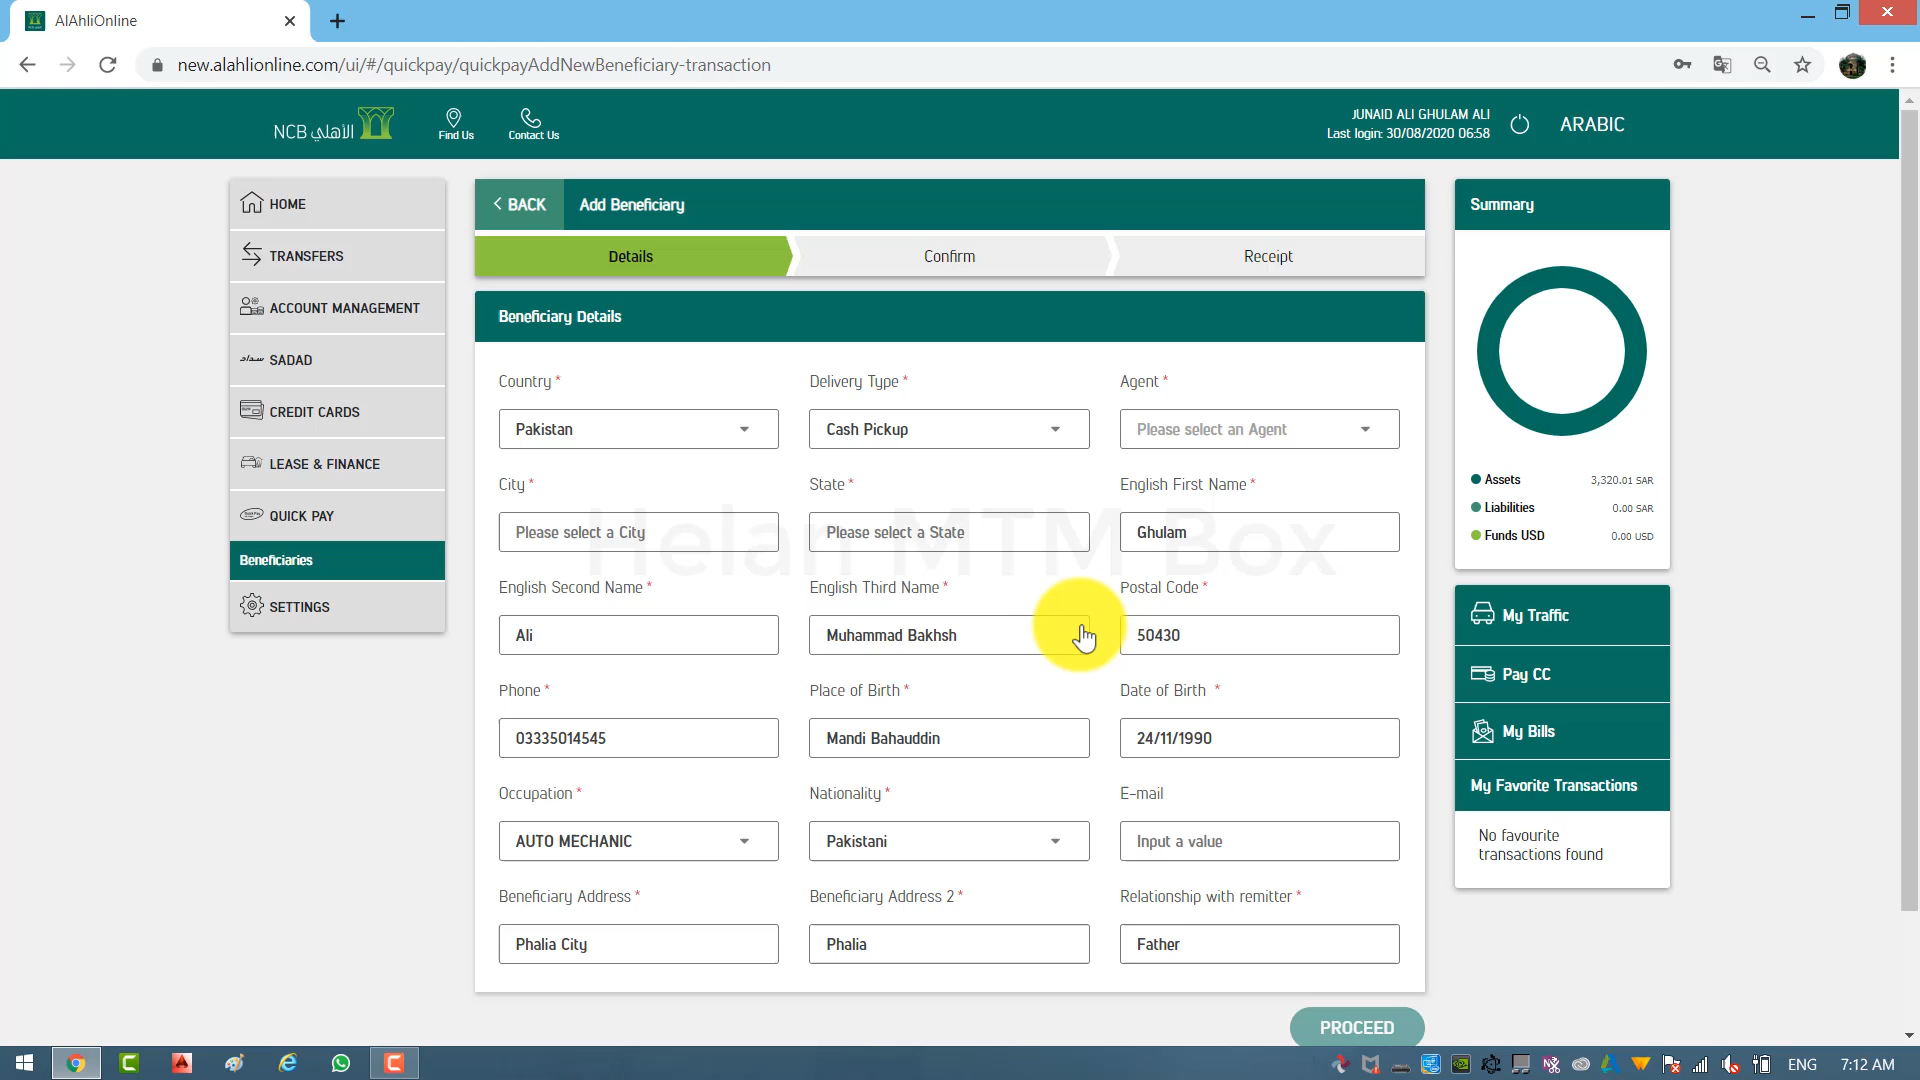 AlAhliOnline
new.alahlionline.com/ui/#/quickpay/quickpayAddNewBeneficiary-transaction
NCB الأهلي
Find Us
Contact Us
JUNAID ALI GHULAM ALI
Last login: 30/08/2020 06:58
ARABIC
HOME
TRANSFERS
ACCOUNT MANAGEMENT
سداد SADAD
CREDIT CARDS
LEASE & FINANCE
QUICK PAY
Beneficiaries
SETTINGS
BACK
Add Beneficiary
Details
Confirm
Receipt
Beneficiary Details
Country *
Delivery Type *
Agent *
Pakistan
Cash Pickup
Please select an Agent
City *
State *
English First Name *
Please select a City
Please select a State
Ghulam
Helan MTM Box
English Second Name *
English Third Name *
Postal Code *
Ali
Muhammad Bakhsh
50430
Phone *
Place of Birth *
Date of Birth *
03335014545
Mandi Bahauddin
24/11/1990
Occupation *
Nationality *
E-mail
AUTO MECHANIC
Pakistani
Input a value
Beneficiary Address *
Beneficiary Address 2 *
Relationship with remitter *
Phalia City
Phalia
Father
PROCEED
Summary
Assets 3,320.01 SAR
Liabilities 0.00 SAR
Funds USD 0.00 USD
My Traffic
Pay CC
My Bills
My Favorite Transactions
No favourite
transactions found
ENG
7:12 AM